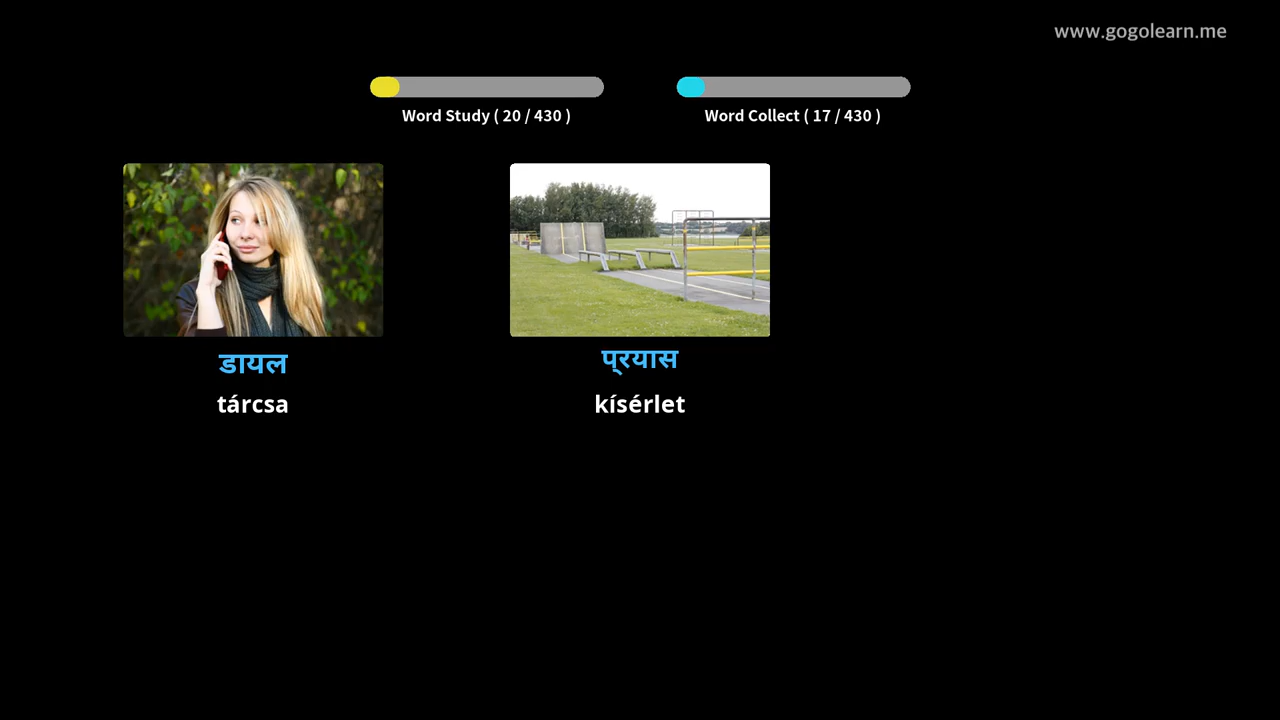 www.gogolearn.me
Word Study ( 20 / 430 )
Word Collect ( 17 / 430 )
डायल
tárcsa
प्रयास
kísérlet